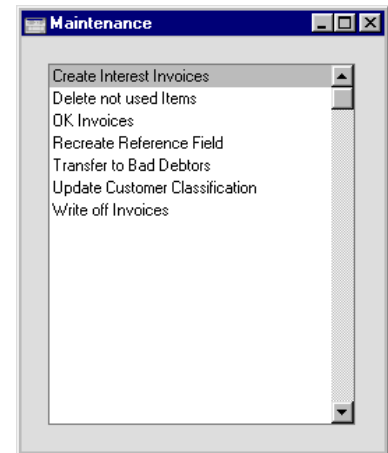 Maintenance
Create Interest Invoices
Delete not used Items
OK Invoices
Recreate Reference Field
Transfer to Bad Debtors
Update Customer Classification
Write off Invoices